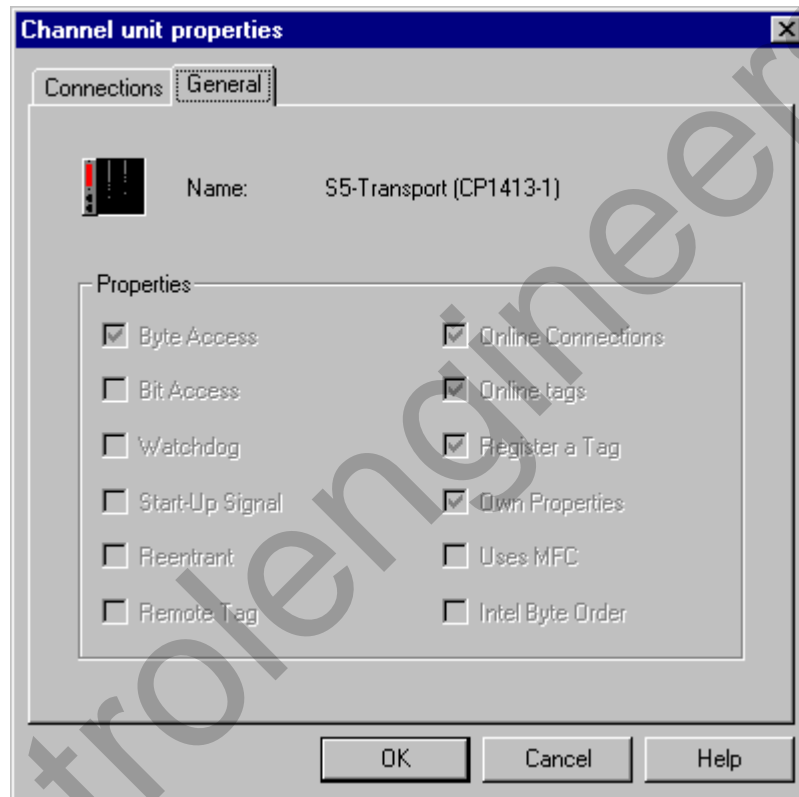 Channel unit properties
Connections General
Name: S5-Transport (CP1413-1)
Properties
Byte Access Online Connections
Bit Access Online tags
Watchdog Register a Tag
Start-Up Signal Own Properties
Reentrant Uses MFC
Remote Tag Intel Byte Order
OK Cancel Help
trolengineer